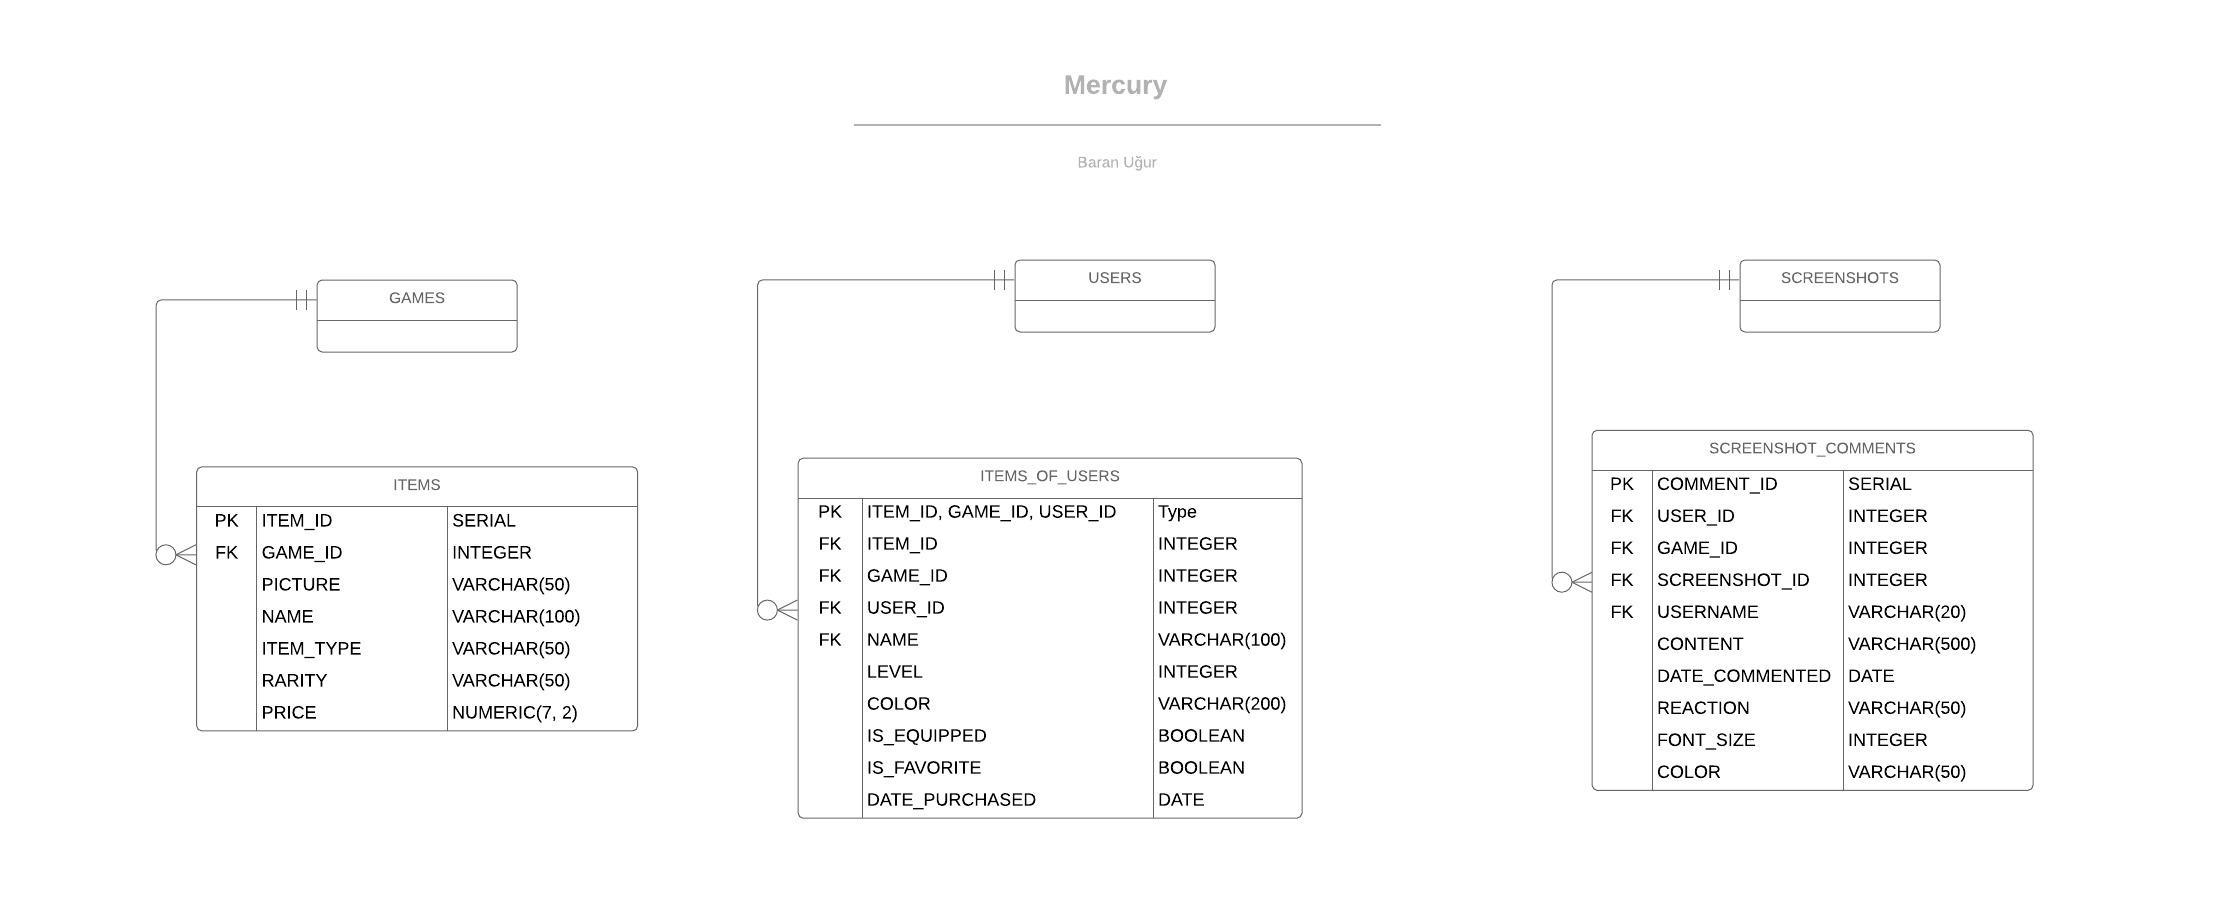 Mercury
Baran Uğur
GAMES
USERS
SCREENSHOTS
ITEMS
PK ITEM_ID SERIAL
FK GAME_ID INTEGER
PICTURE VARCHAR(50)
NAME VARCHAR(100)
ITEM_TYPE VARCHAR(50)
RARITY VARCHAR(50)
PRICE NUMERIC(7, 2)
ITEMS_OF_USERS
PK ITEM_ID, GAME_ID, USER_ID Type
FK ITEM_ID INTEGER
FK GAME_ID INTEGER
FK USER_ID INTEGER
FK NAME VARCHAR(100)
LEVEL INTEGER
COLOR VARCHAR(200)
IS_EQUIPPED BOOLEAN
IS_FAVORITE BOOLEAN
DATE_PURCHASED DATE
SCREENSHOT_COMMENTS
PK COMMENT_ID SERIAL
FK USER_ID INTEGER
FK GAME_ID INTEGER
FK SCREENSHOT_ID INTEGER
FK USERNAME VARCHAR(20)
CONTENT VARCHAR(500)
DATE_COMMENTED DATE
REACTION VARCHAR(50)
FONT_SIZE INTEGER
COLOR VARCHAR(50)